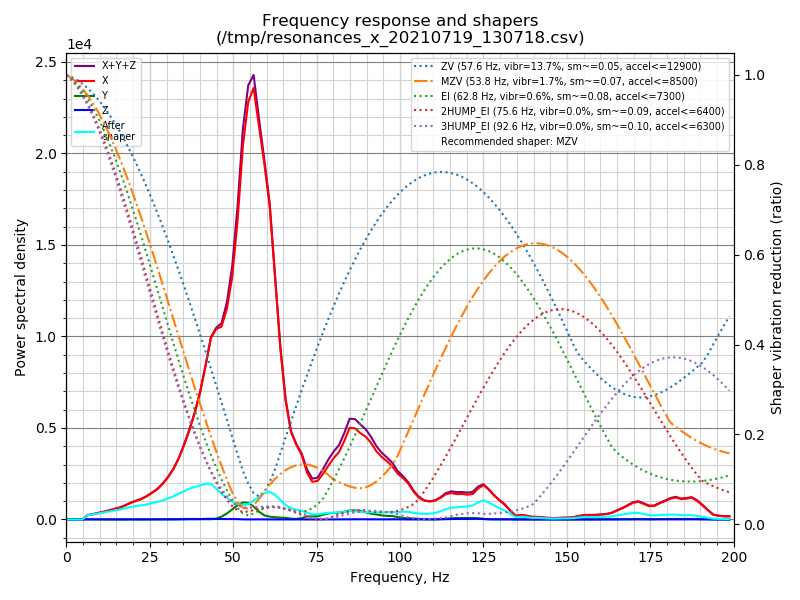 Frequency response and shapers
(/tmp/resonances_x_20210719_130718.csv)
1e4
X+Y+Z
X
Y
Z
After
shaper
ZV (57.6 Hz, vibr=13.7%, sm~=0.05, accel<=12900)
MZV (53.8 Hz, vibr=1.7%, sm~=0.07, accel<=8500)
EI (62.8 Hz, vibr=0.6%, sm~=0.08, accel<=7300)
2HUMP_EI (75.6 Hz, vibr=0.0%, sm~=0.09, accel<=6400)
3HUMP_EI (92.6 Hz, vibr=0.0%, sm~=0.10, accel<=6300)
Recommended shaper: MZV
Power spectral density
2.5
2.0
1.5
1.0
0.5
0.0
1.0
0.8
0.6
0.4
0.2
0.0
Shaper vibration reduction (ratio)
0 25 50 75 100 125 150 175 200
Frequency, Hz